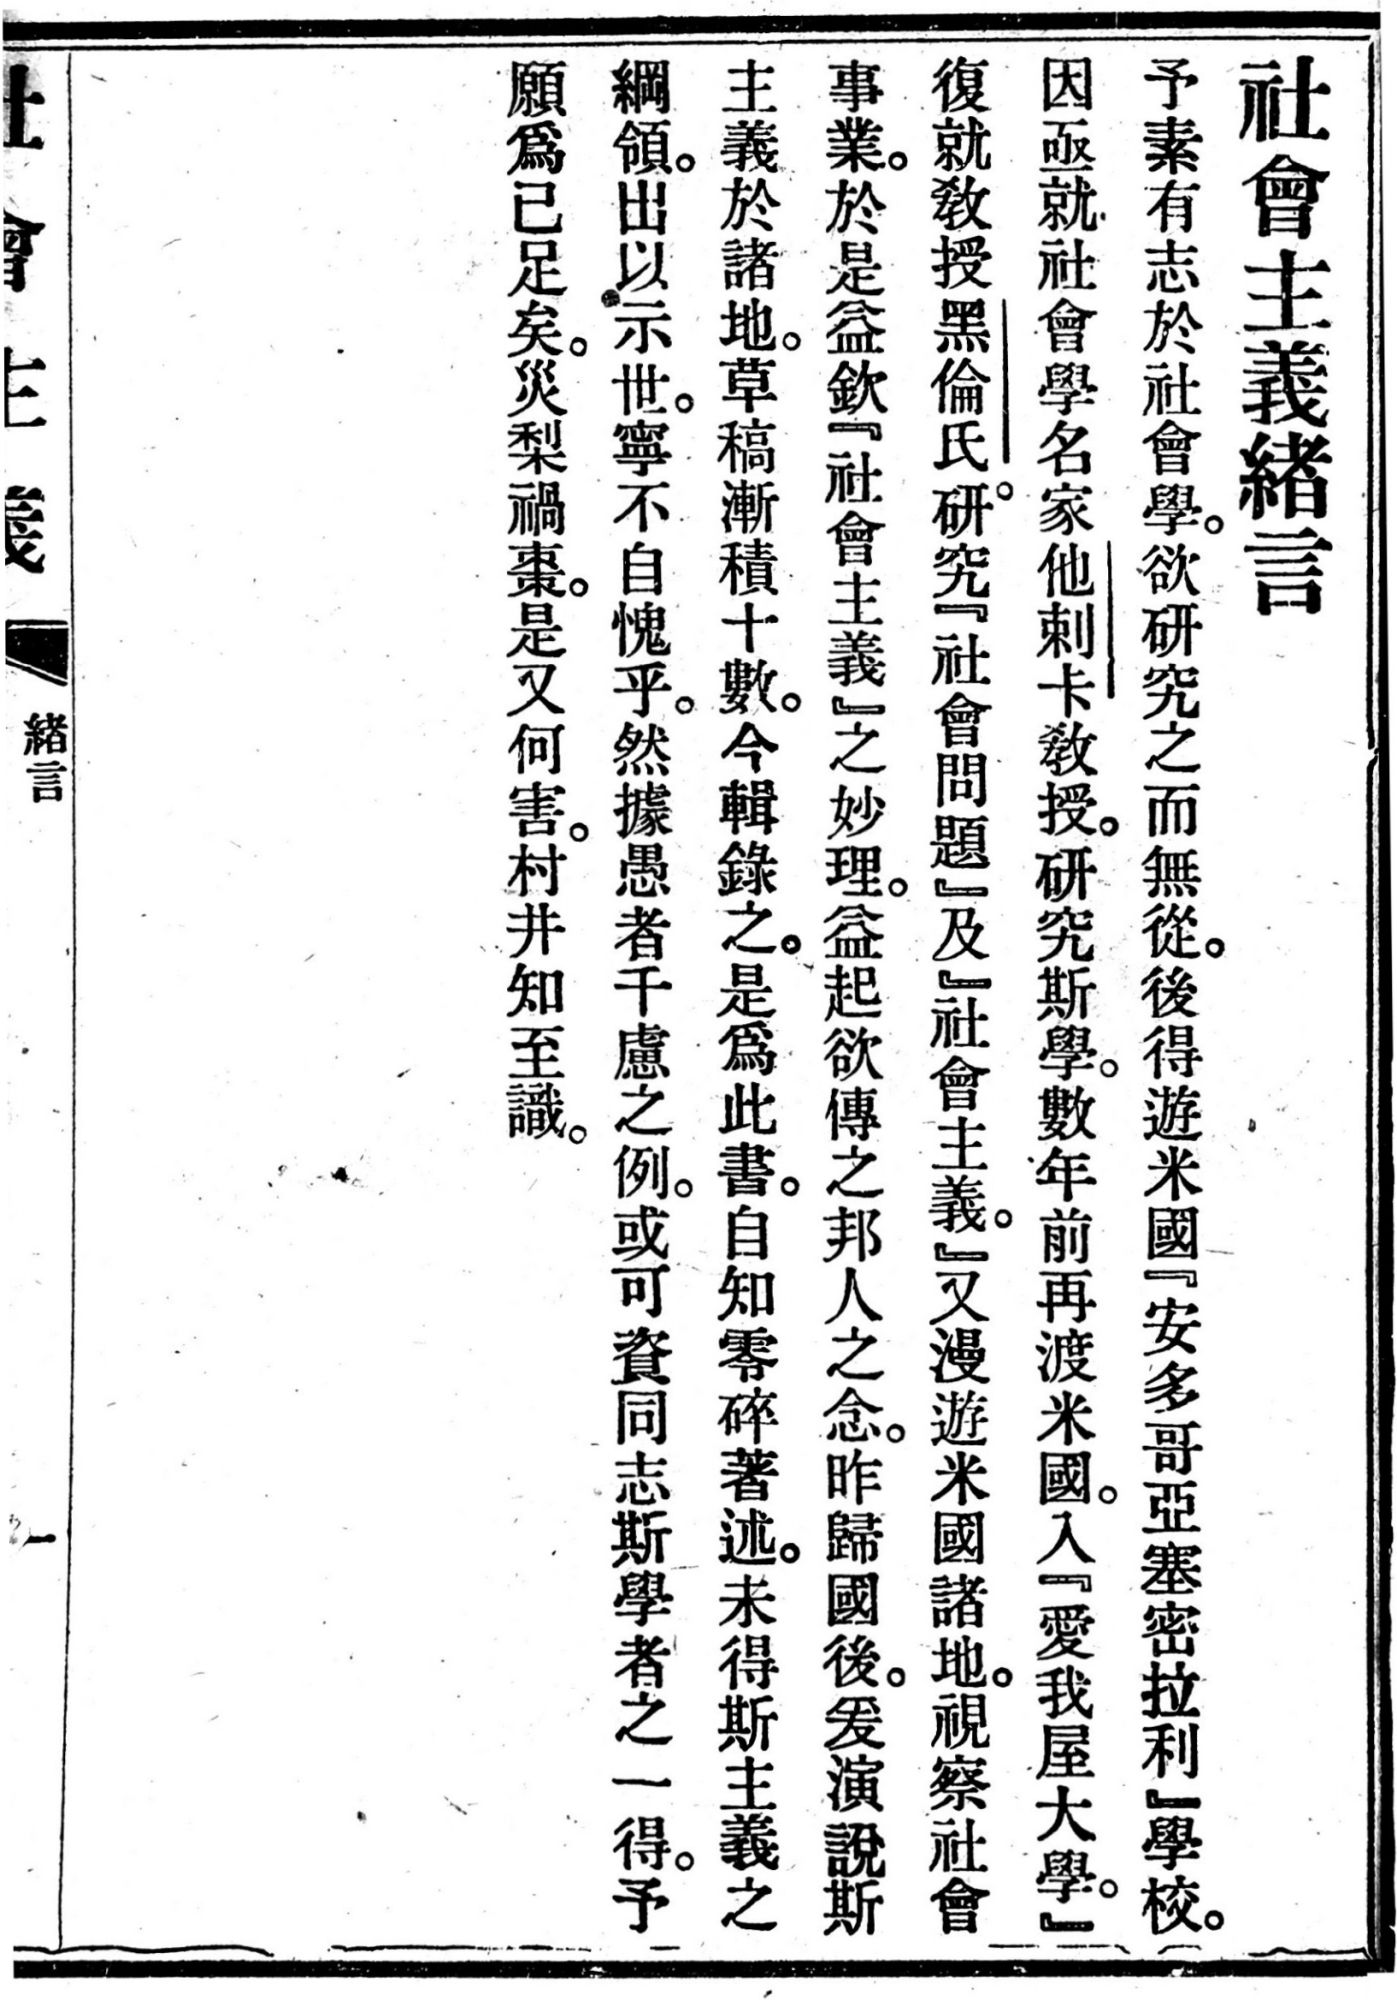 社會主義緒言
予素有志於社會學。欲研究之而無從。後得遊米國『安多哥亞塞密拉利』學校。
因亟就社會學名家他剌卡敎授。研究斯學。數年前再渡米國。入『愛我屋大學。』
復就敎授黑倫氏。研究『社會問題』及』社會主義。』又漫遊米國諸地。視察社會
事業。於是益欽『社會主義』之妙理。益起欲傳之邦人之念。昨歸國後。爰演說斯
主義於諸地。草稿漸積十數。今輯錄之。是爲此書。自知零碎著述。未得斯主義之
綱領。出以示世。寧不自愧乎。然據愚者千慮之例。或可資同志斯學者之一得。予
願爲已足矣。災梨禍棗。是又何害。村井知至識。
社會主義
緒言
一